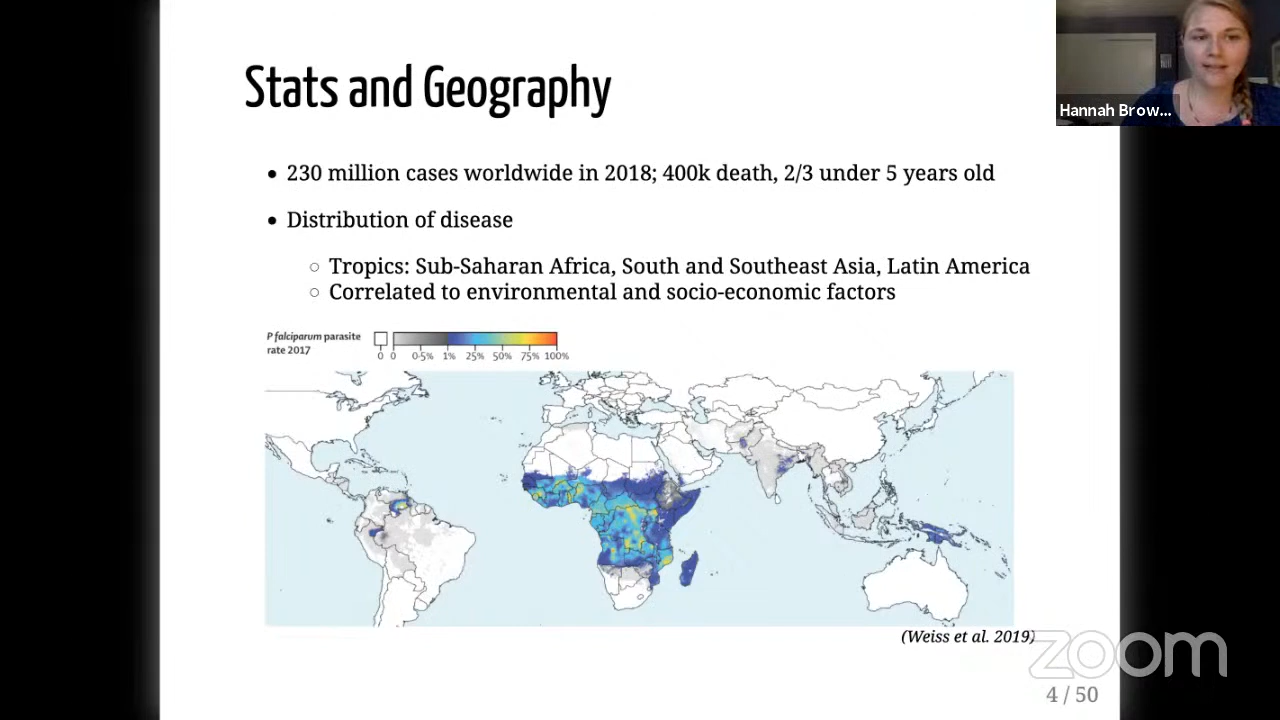 Stats and Geography
Hannah Brow...
• 230 million cases worldwide in 2018; 400k death, 2/3 under 5 years old
• Distribution of disease
○ Tropics: Sub-Saharan Africa, South and Southeast Asia, Latin America
○ Correlated to environmental and socio-economic factors
P falciparum parasite
rate 2017
0 0 0·5% 1% 25% 50% 75% 100%
(Weiss et al. 2019)
zoom
4 / 50